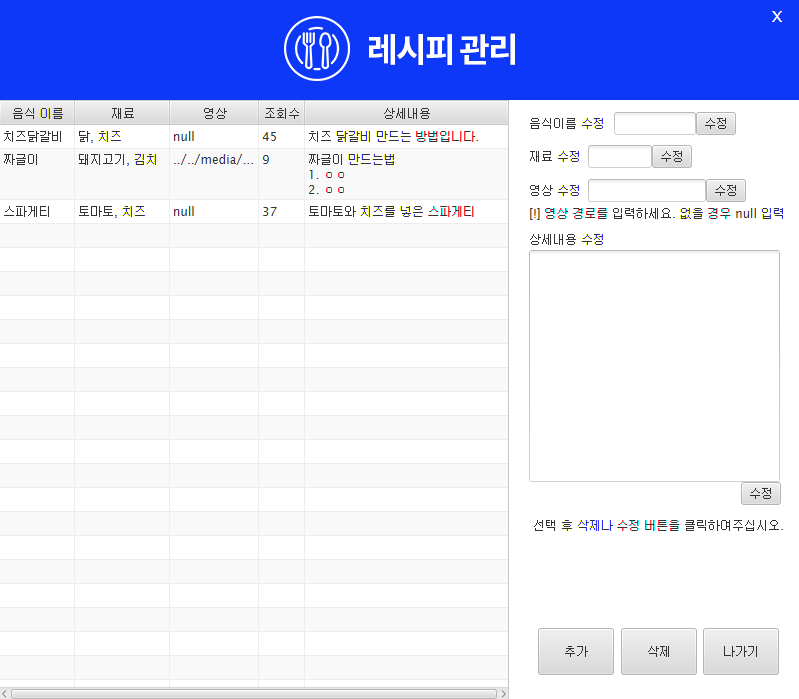 X
레시피 관리
음식 이름 재료 영상 조회수 상세내용
치즈닭갈비 닭, 치즈 null 45 치즈 닭갈비 만드는 방법입니다.
짜글이 돼지고기, 김치 ../../media/... 9 짜글이 만드는법
1. ㅇㅇ
2. ㅇㅇ
스파게티 토마토, 치즈 null 37 토마토와 치즈를 넣은 스파게티
음식이름 수정 수정
재료 수정 수정
영상 수정 수정
[!] 영상 경로를 입력하세요. 없을 경우 null 입력
상세내용 수정
수정
선택 후 삭제나 수정 버튼을 클릭하여주십시오.
추가 삭제 나가기